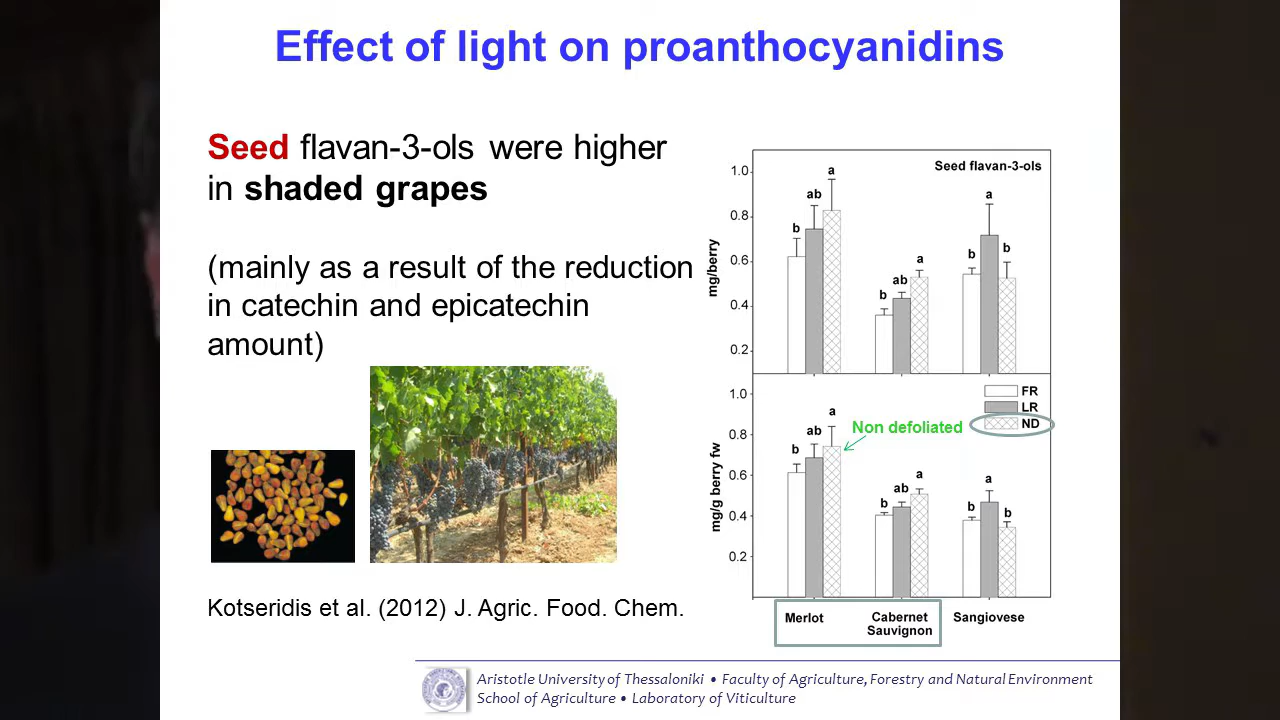 Effect of light on proanthocyanidins
Seed flavan-3-ols were higher
in shaded grapes
(mainly as a result of the reduction
in catechin and epicatechin
amount)
Kotseridis et al. (2012) J. Agric. Food. Chem.
Seed flavan-3-ols
mg/berry
1.0
0.8
0.6
0.4
0.2
b ab a
b ab a
b a b
mg/g berry fw
1.0
0.8
0.6
0.4
0.2
b ab a
b ab a
b a b
FR
LR
ND
Non defoliated
Merlot
Cabernet
Sauvignon
Sangiovese
Aristotle University of Thessaloniki • Faculty of Agriculture, Forestry and Natural Environment
School of Agriculture • Laboratory of Viticulture